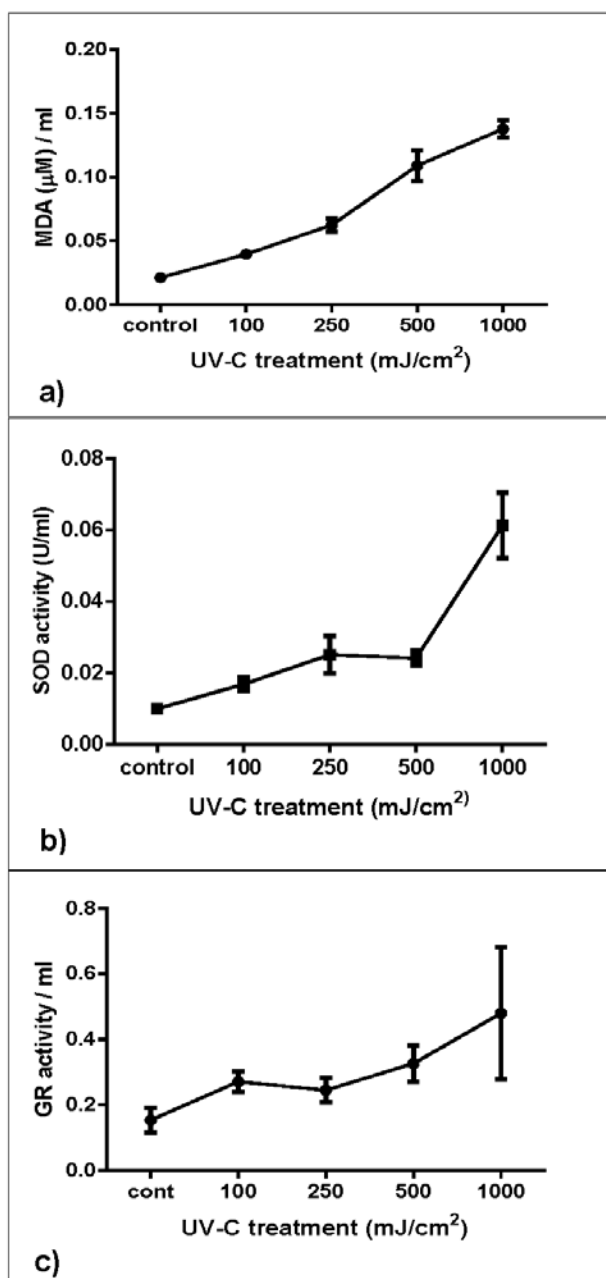 0.20
0.15
0.10
0.05
0.00
MDA (μM) / ml
control 100 250 500 1000
UV-C treatment (mJ/cm²)
a)
0.08
0.06
0.04
0.02
0.00
SOD activity (U/ml)
control 100 250 500 1000
UV-C treatment (mJ/cm²⁾
b)
0.8
0.6
0.4
0.2
0.0
GR activity / ml
cont 100 250 500 1000
UV-C treatment (mJ/cm²)
c)